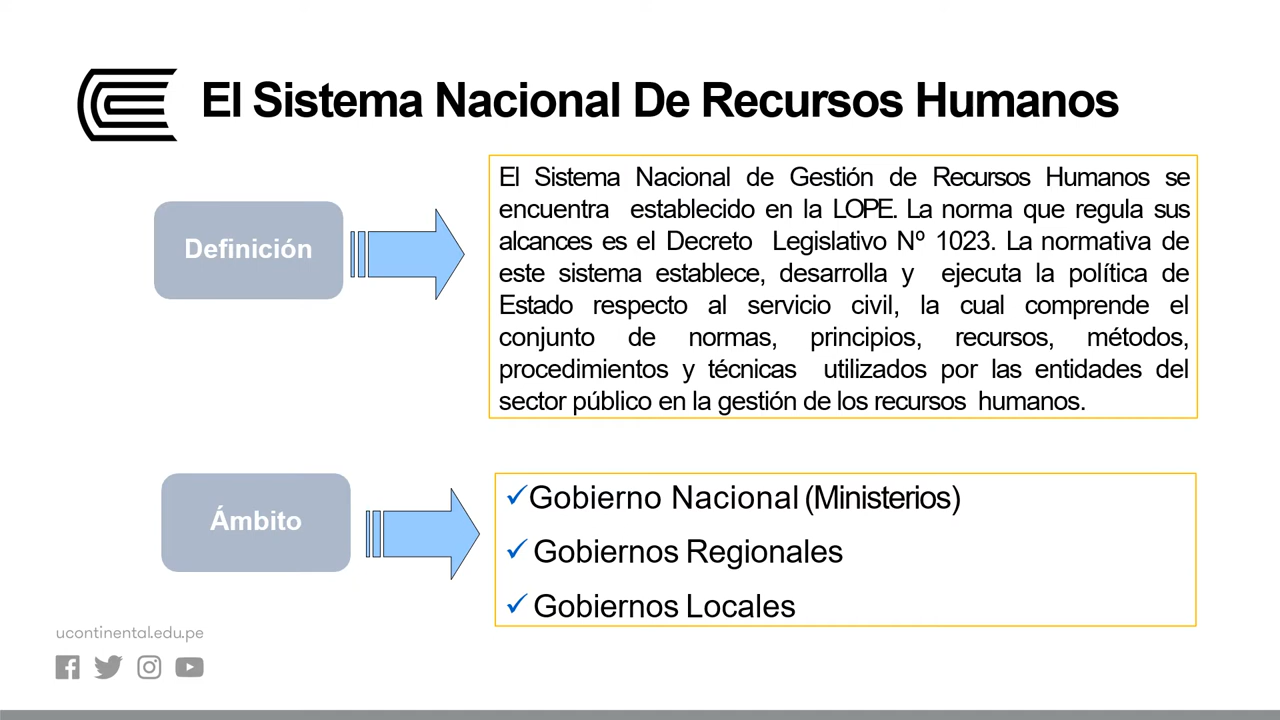 El Sistema Nacional De Recursos Humanos
Definición
El Sistema Nacional de Gestión de Recursos Humanos se
encuentra establecido en la LOPE. La norma que regula sus
alcances es el Decreto Legislativo Nº 1023. La normativa de
este sistema establece, desarrolla y ejecuta la política de
Estado respecto al servicio civil, la cual comprende el
conjunto de normas, principios, recursos, métodos,
procedimientos y técnicas utilizados por las entidades del
sector público en la gestión de los recursos humanos.
Ámbito
✓Gobierno Nacional (Ministerios)
✓ Gobiernos Regionales
✓ Gobiernos Locales
ucontinental.edu.pe